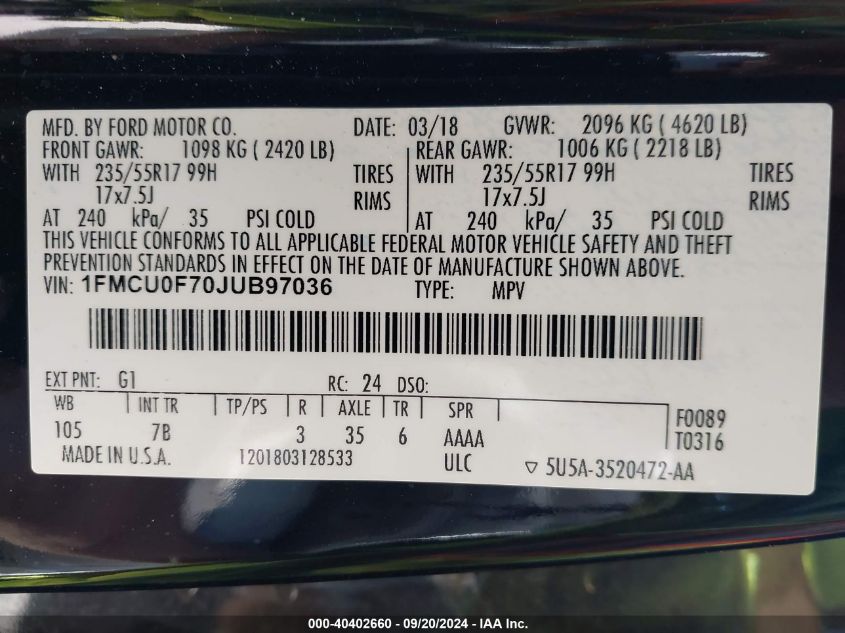 MFD. BY FORD MOTOR CO. DATE: 03/18 GVWR: 2096 KG ( 4620 LB)
FRONT GAWR: 1098 KG ( 2420 LB) REAR GAWR: 1006 KG ( 2218 LB)
WITH 235/55R17 99H TIRES WITH 235/55R17 99H TIRES
17x7.5J RIMS 17x7.5J RIMS
AT 240 kPa/ 35 PSI COLD AT 240 kPa/ 35 PSI COLD
THIS VEHICLE CONFORMS TO ALL APPLICABLE FEDERAL MOTOR VEHICLE SAFETY AND THEFT
PREVENTION STANDARDS IN EFFECT ON THE DATE OF MANUFACTURE SHOWN ABOVE.
VIN: 1FMCU0F70JUB97036 TYPE: MPV
EXT PNT: G1 RC: 24 DSO:
WB INT TR TP/PS R AXLE TR SPR F0089
105 7B 3 35 6 AAAA T0316
MADE IN U.S.A. 1201803128533 ULC ▽ 5U5A-3520472-AA
000-40402660 - 09/20/2024 - IAA Inc.